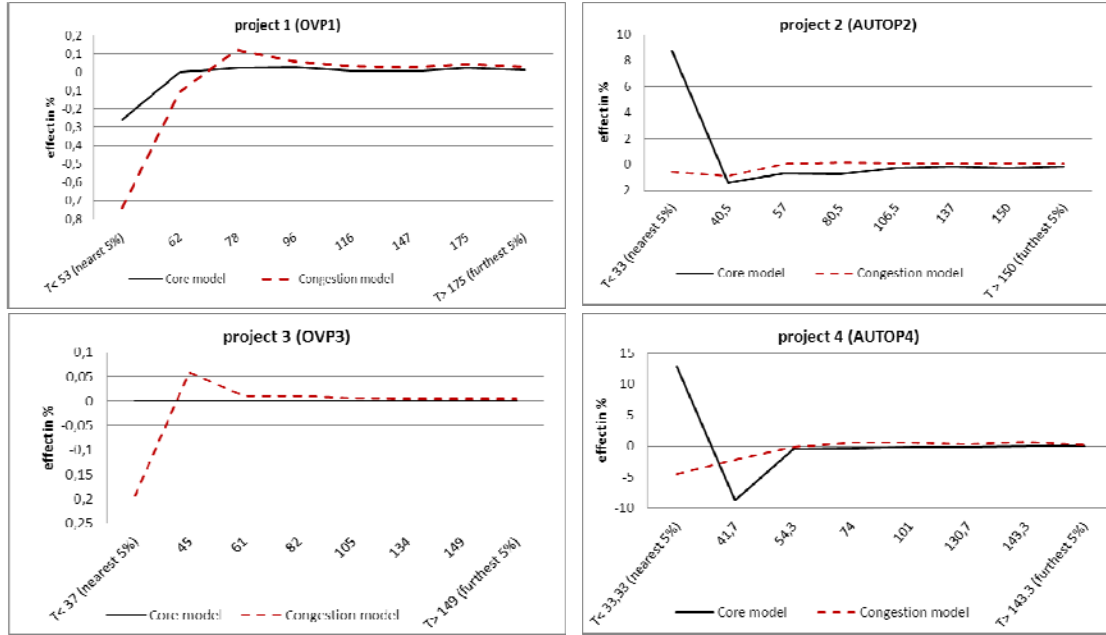 project 1 (OVP1)
effect in %
0,2
0,1
0
0,1
-0,2
0,3
-0,4
-0,5
-0,6
0,7
0,8
T< 53 (nearst 5%)
62
78
96
116
147
175
T> 175 (furthest 5%)
Core model
Congestion model
project 2 (AUTOP2)
effect in %
10
8
6
4
2
0
2
T< 33 (nearest 5%)
40,5
57
80,5
106,5
137
150
T > 150 (furthest 5%)
Core model
Congestion model
project 3 (OVP3)
effect in %
0,1
0,05
0
-0,05
-0,1
0,15
0,2
0,25
T< 37 (nearest 5%)
45
61
82
105
134
149
T> 149 (furthest 5%)
Core model
Congestion model
project 4 (AUTOP4)
effect in %
15
10
5
0
-5
-10
T< 33,33 (nearest 5%)
41,7
54,3
74
101
130,7
143,3
T> 143.3 (furthest 5%)
Core model
Congestion model